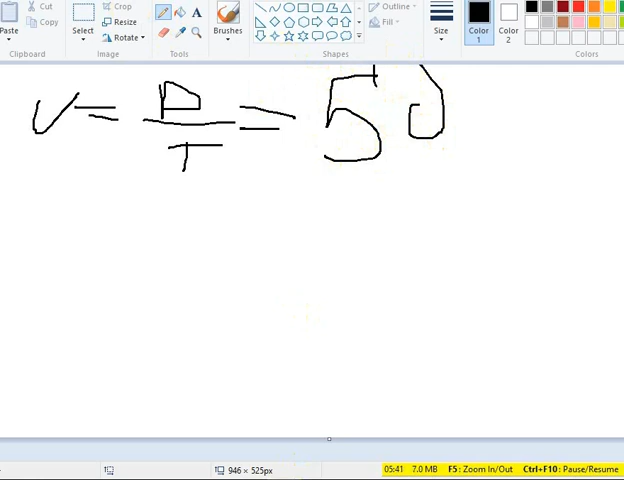 Paste
Cut
Copy
Clipboard
Select
Crop
Resize
Rotate
Image
A
Tools
Brushes
Shapes
Outline
Fill
Size
Color 1
Color 2
Colors
V = D / T = 50
946 × 525px
05:41 7.0 MB F5: Zoom In/Out Ctrl+F10: Pause/Resume